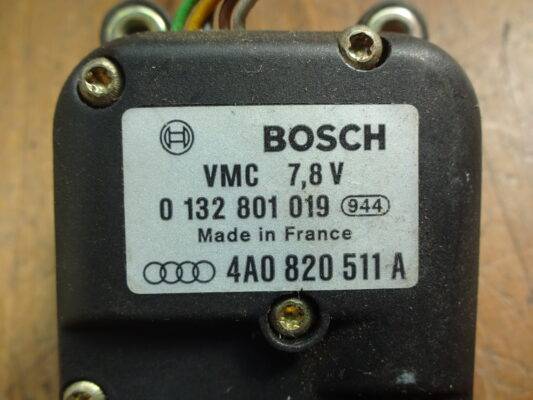 BOSCH
VMC 7,8 V
0 132 801 019 944
Made in France
4A0 820 511 A